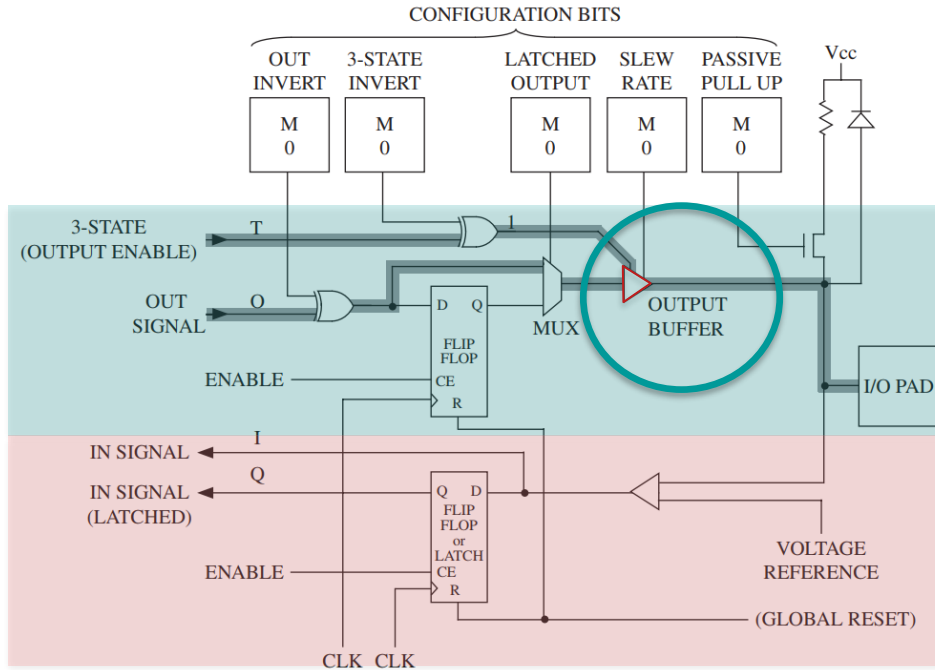 CONFIGURATION BITS
OUT
INVERT
3-STATE
INVERT
LATCHED
OUTPUT
SLEW
RATE
PASSIVE
PULL UP
Vcc
M
0
M
0
M
0
M
0
M
0
3-STATE
(OUTPUT ENABLE)
T
1
OUT
SIGNAL
O
D
Q
FLIP
FLOP
CE
R
MUX
OUTPUT
BUFFER
ENABLE
I/O PAD
IN SIGNAL
I
IN SIGNAL
(LATCHED)
Q
Q
D
FLIP
FLOP
or
LATCH
CE
R
ENABLE
VOLTAGE
REFERENCE
(GLOBAL RESET)
CLK
CLK